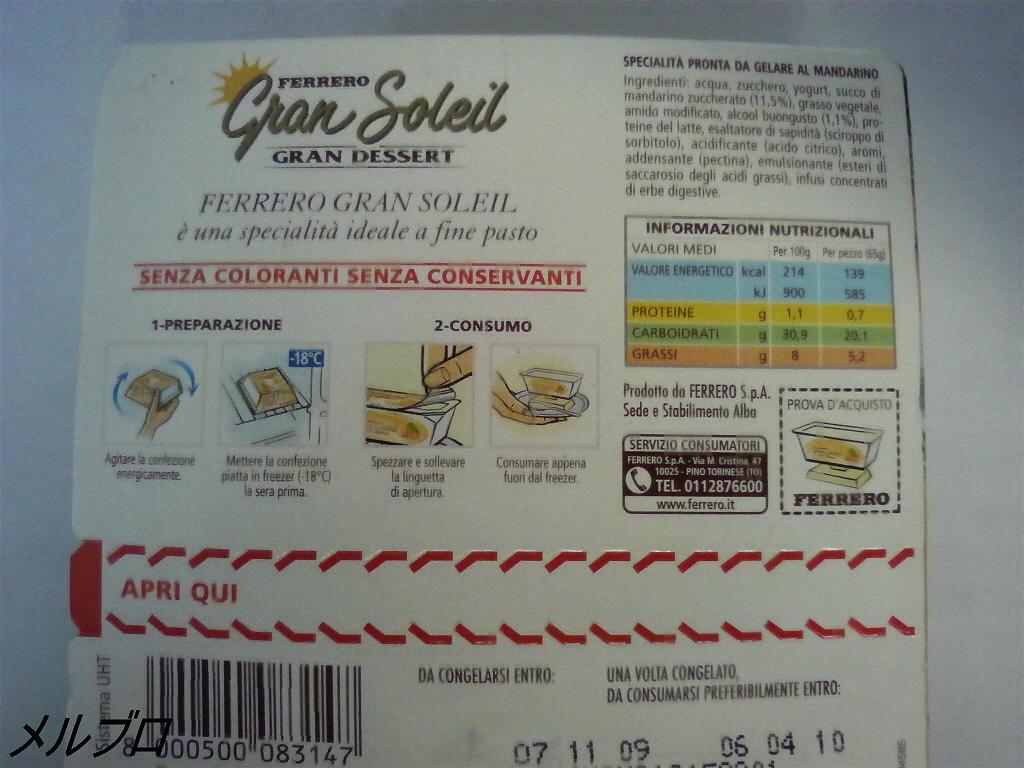 FERRERO
Gran Soleil
GRAN DESSERT
FERRERO GRAN SOLEIL
è una specialità ideale a fine pasto
SENZA COLORANTI SENZA CONSERVANTI
1-PREPARAZIONE
2-CONSUMO
-18°C
Agitare la confezione
energicamente.
Mettere la confezione
piatta in freezer (-18°C)
la sera prima.
Spezzare e sollevare
la linguetta
di apertura.
Consumare appena
fuori dal freezer.
SPECIALITÀ PRONTA DA GELARE AL MANDARINO
Ingredienti: acqua, zucchero, yogurt, succo di
mandarino zuccherato (11,5%), grasso vegetale,
amido modificato, alcool buongusto (1,1%), pro-
teine del latte, esaltatore di sapidità (sciroppo di
sorbitolo), acidificante (acido citrico), aromi,
addensante (pectina), emulsionante (esteri di
saccarosio degli acidi grassi), infusi concentrati
di erbe digestive.
INFORMAZIONI NUTRIZIONALI
VALORI MEDI Per 100g Per pezzo (65g)
VALORE ENERGETICO kcal 214 139
kJ 900 585
PROTEINE g 1,1 0,7
CARBOIDRATI g 30,9 20,1
GRASSI g 8 5,2
Prodotto da FERRERO S.p.A.
Sede e Stabilimento Alba
SERVIZIO CONSUMATORI
FERRERO S.p.A. - Via M. Cristina, 47
10025 - PINO TORINESE (TO)
TEL. 0112876600
www.ferrero.it
PROVA D'ACQUISTO
FERRERO
APRI QUI
Sistema UHT
8 000500 083147
DA CONGELARSI ENTRO:
UNA VOLTA CONGELATO,
DA CONSUMARSI PREFERIBILMENTE ENTRO:
07 11 09 06 04 10
メルブロ